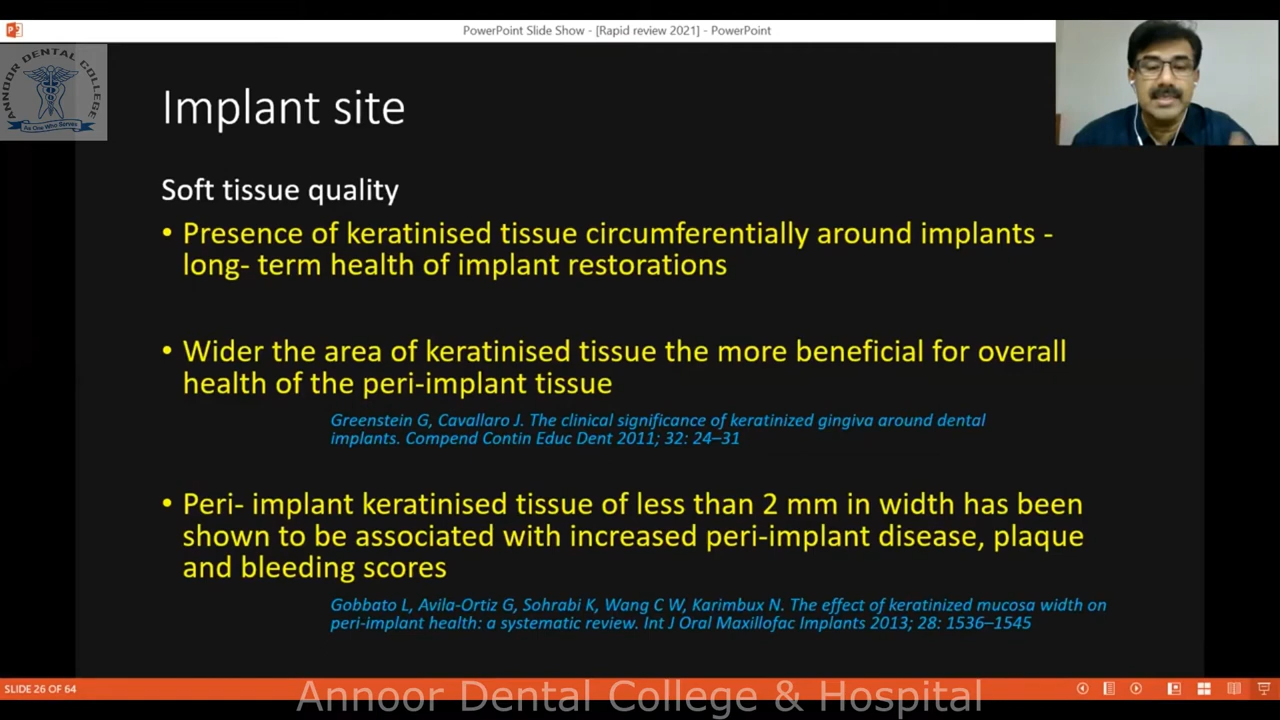 PowerPoint Slide Show - [Rapid review 2021] - PowerPoint
ANNOOR DENTAL COLLEGE
As One Who Serves
Implant site
Soft tissue quality
• Presence of keratinised tissue circumferentially around implants -
long- term health of implant restorations
• Wider the area of keratinised tissue the more beneficial for overall
health of the peri-implant tissue
Greenstein G, Cavallaro J. The clinical significance of keratinized gingiva around dental
implants. Compend Contin Educ Dent 2011; 32: 24–31
• Peri- implant keratinised tissue of less than 2 mm in width has been
shown to be associated with increased peri-implant disease, plaque
and bleeding scores
Gobbato L, Avila-Ortiz G, Sohrabi K, Wang C W, Karimbux N. The effect of keratinized mucosa width on
peri-implant health: a systematic review. Int J Oral Maxillofac Implants 2013; 28: 1536–1545
SLIDE 26 OF 64
Annoor Dental College & Hospital